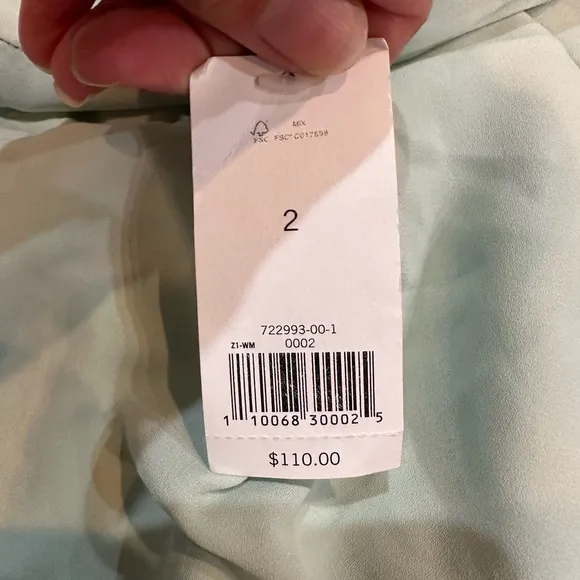 MIX
FSC FSC® C017598
2
722993-00-1
Z1-WM 0002
1 10068 30002 5
$110.00